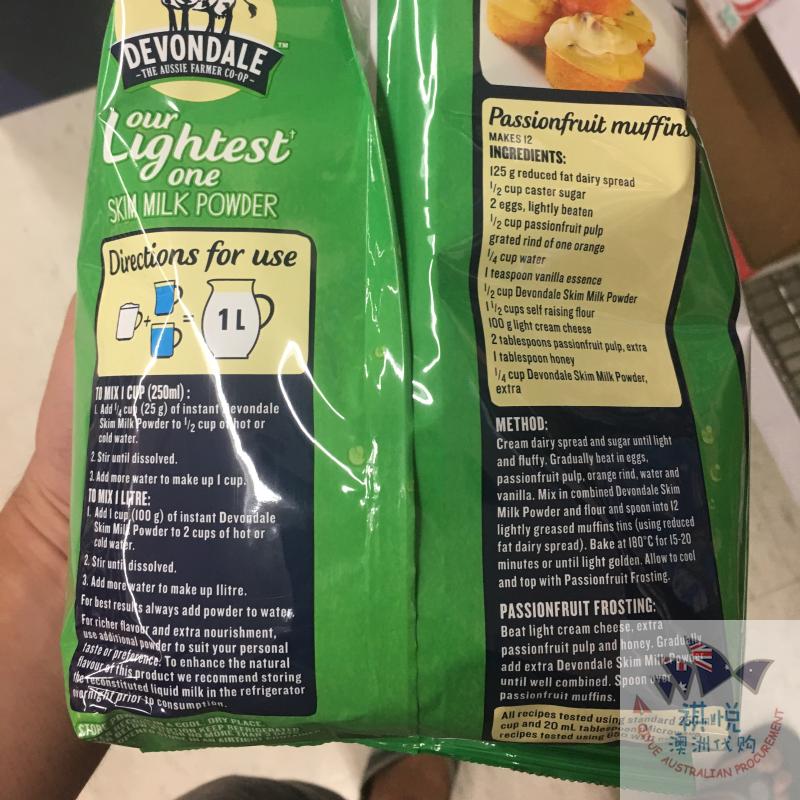 DEVONDALE™
-THE AUSSIE FARMER CO-OP-
our
Lightest†
one
SKIM MILK POWDER
Directions for use
+ = 1L
TO MIX 1 CUP (250ml) :
1. Add 1/4 cup (25 g) of instant Devondale
Skim Milk Powder to 1/2 cup of hot or
cold water.
2. Stir until dissolved.
3. Add more water to make up 1 cup.
TO MIX 1 LITRE:
1. Add 1 cup (100 g) of instant Devondale
Skim Milk Powder to 2 cups of hot or
cold water.
2. Stir until dissolved.
3. Add more water to make up 1litre.
For best results always add powder to water.
For richer flavour and extra nourishment,
use additional powder to suit your personal
taste or preference. To enhance the natural
flavour of this product we recommend storing
the reconstituted liquid milk in the refrigerator
overnight prior to consumption.
COOL, DRY PLACE.
Passionfruit muffins
MAKES 12
INGREDIENTS:
125 g reduced fat dairy spread
1/2 cup caster sugar
2 eggs, lightly beaten
1/2 cup passionfruit pulp
grated rind of one orange
1/4 cup water
1 teaspoon vanilla essence
1/2 cup Devondale Skim Milk Powder
1 1/2 cups self raising flour
100 g light cream cheese
2 tablespoons passionfruit pulp, extra
1 tablespoon honey
1/4 cup Devondale Skim Milk Powder,
extra
METHOD:
Cream dairy spread and sugar until light
and fluffy. Gradually beat in eggs,
passionfruit pulp, orange rind, water and
vanilla. Mix in combined Devondale Skim
Milk Powder and flour and spoon into 12
lightly greased muffins tins (using reduced
fat dairy spread). Bake at 180°C for 15-20
minutes or until light golden. Allow to cool
and top with Passionfruit Frosting.
PASSIONFRUIT FROSTING:
Beat light cream cheese, extra
passionfruit pulp and honey. Gradually
add extra Devondale Skim Milk Powder
until well combined. Spoon over
passionfruit muffins.
All recipes tested using standard 250ml
cup and 20 mL tablespoon
recipes tested using
祺悦
澳洲代购
AUSTRALIAN PROCUREMENT